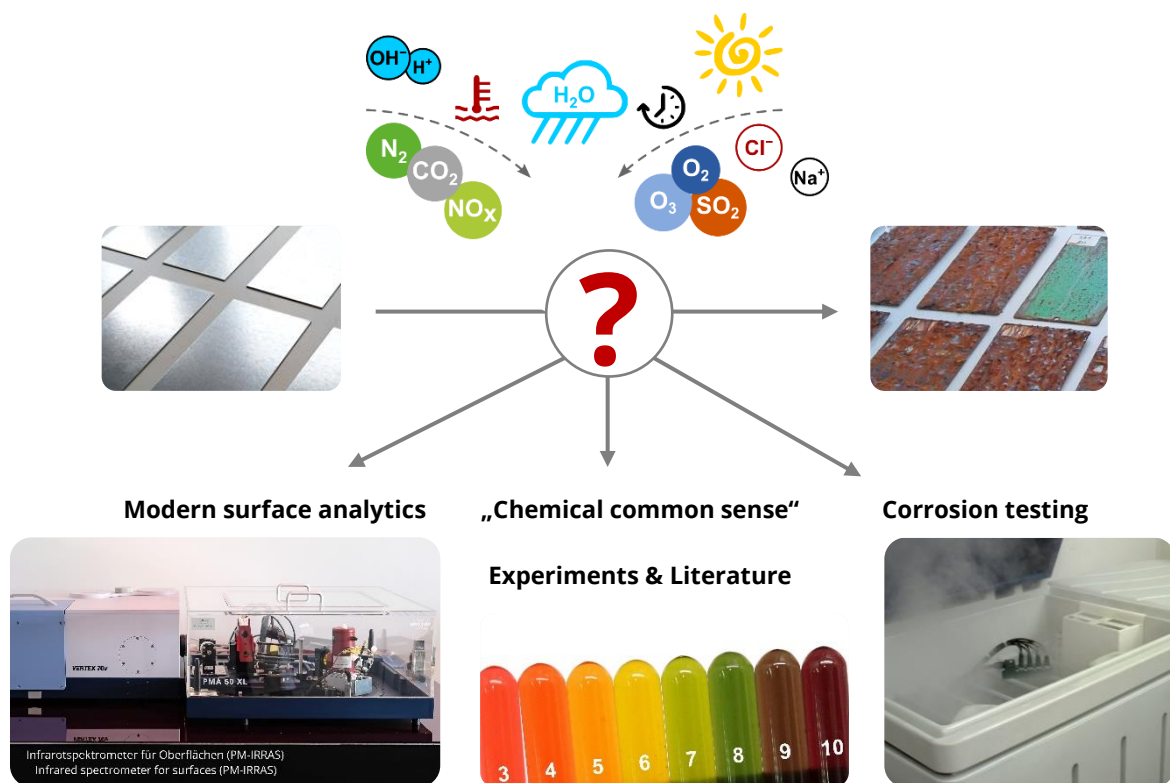 OH⁻
H⁺
H₂O
N₂
CO₂
NOx
O₂
O₃
SO₂
Cl⁻
Na⁺
?
Modern surface analytics
„Chemical common sense“
Corrosion testing
Experiments & Literature
VERTEX 70v
PMA 50 XL
Infrarotspektrometer für Oberflächen (PM-IRRAS)
Infrared spectrometer for surfaces (PM-IRRAS)
3 4 5 6 7 8 9 10